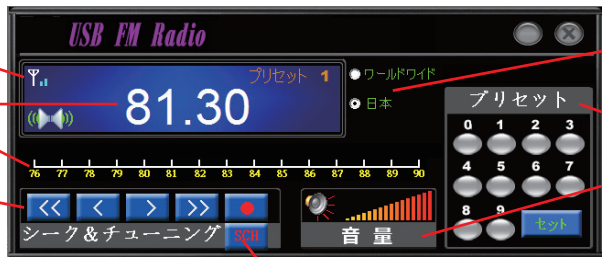 USB FM Radio
プリセット 1
81.30
ワールドワイド
日本
プリセット
0 1 2 3
4 5 6 7
8 9
セット
76 77 78 79 80 81 82 83 84 85 86 87 88 89 90
<< < > >>
シーク&チューニング
SCH
音量